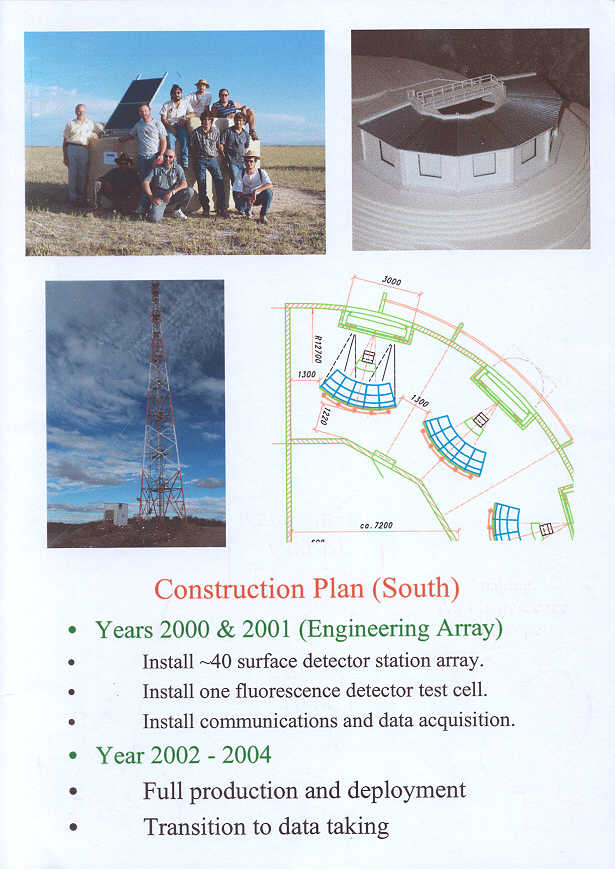 3000
R12700
1300
1300
1220
ca.7200
Construction Plan (South)
• Years 2000 & 2001 (Engineering Array)
• Install ~40 surface detector station array.
• Install one fluorescence detector test cell.
• Install communications and data acquisition.
• Year 2002 - 2004
• Full production and deployment
• Transition to data taking